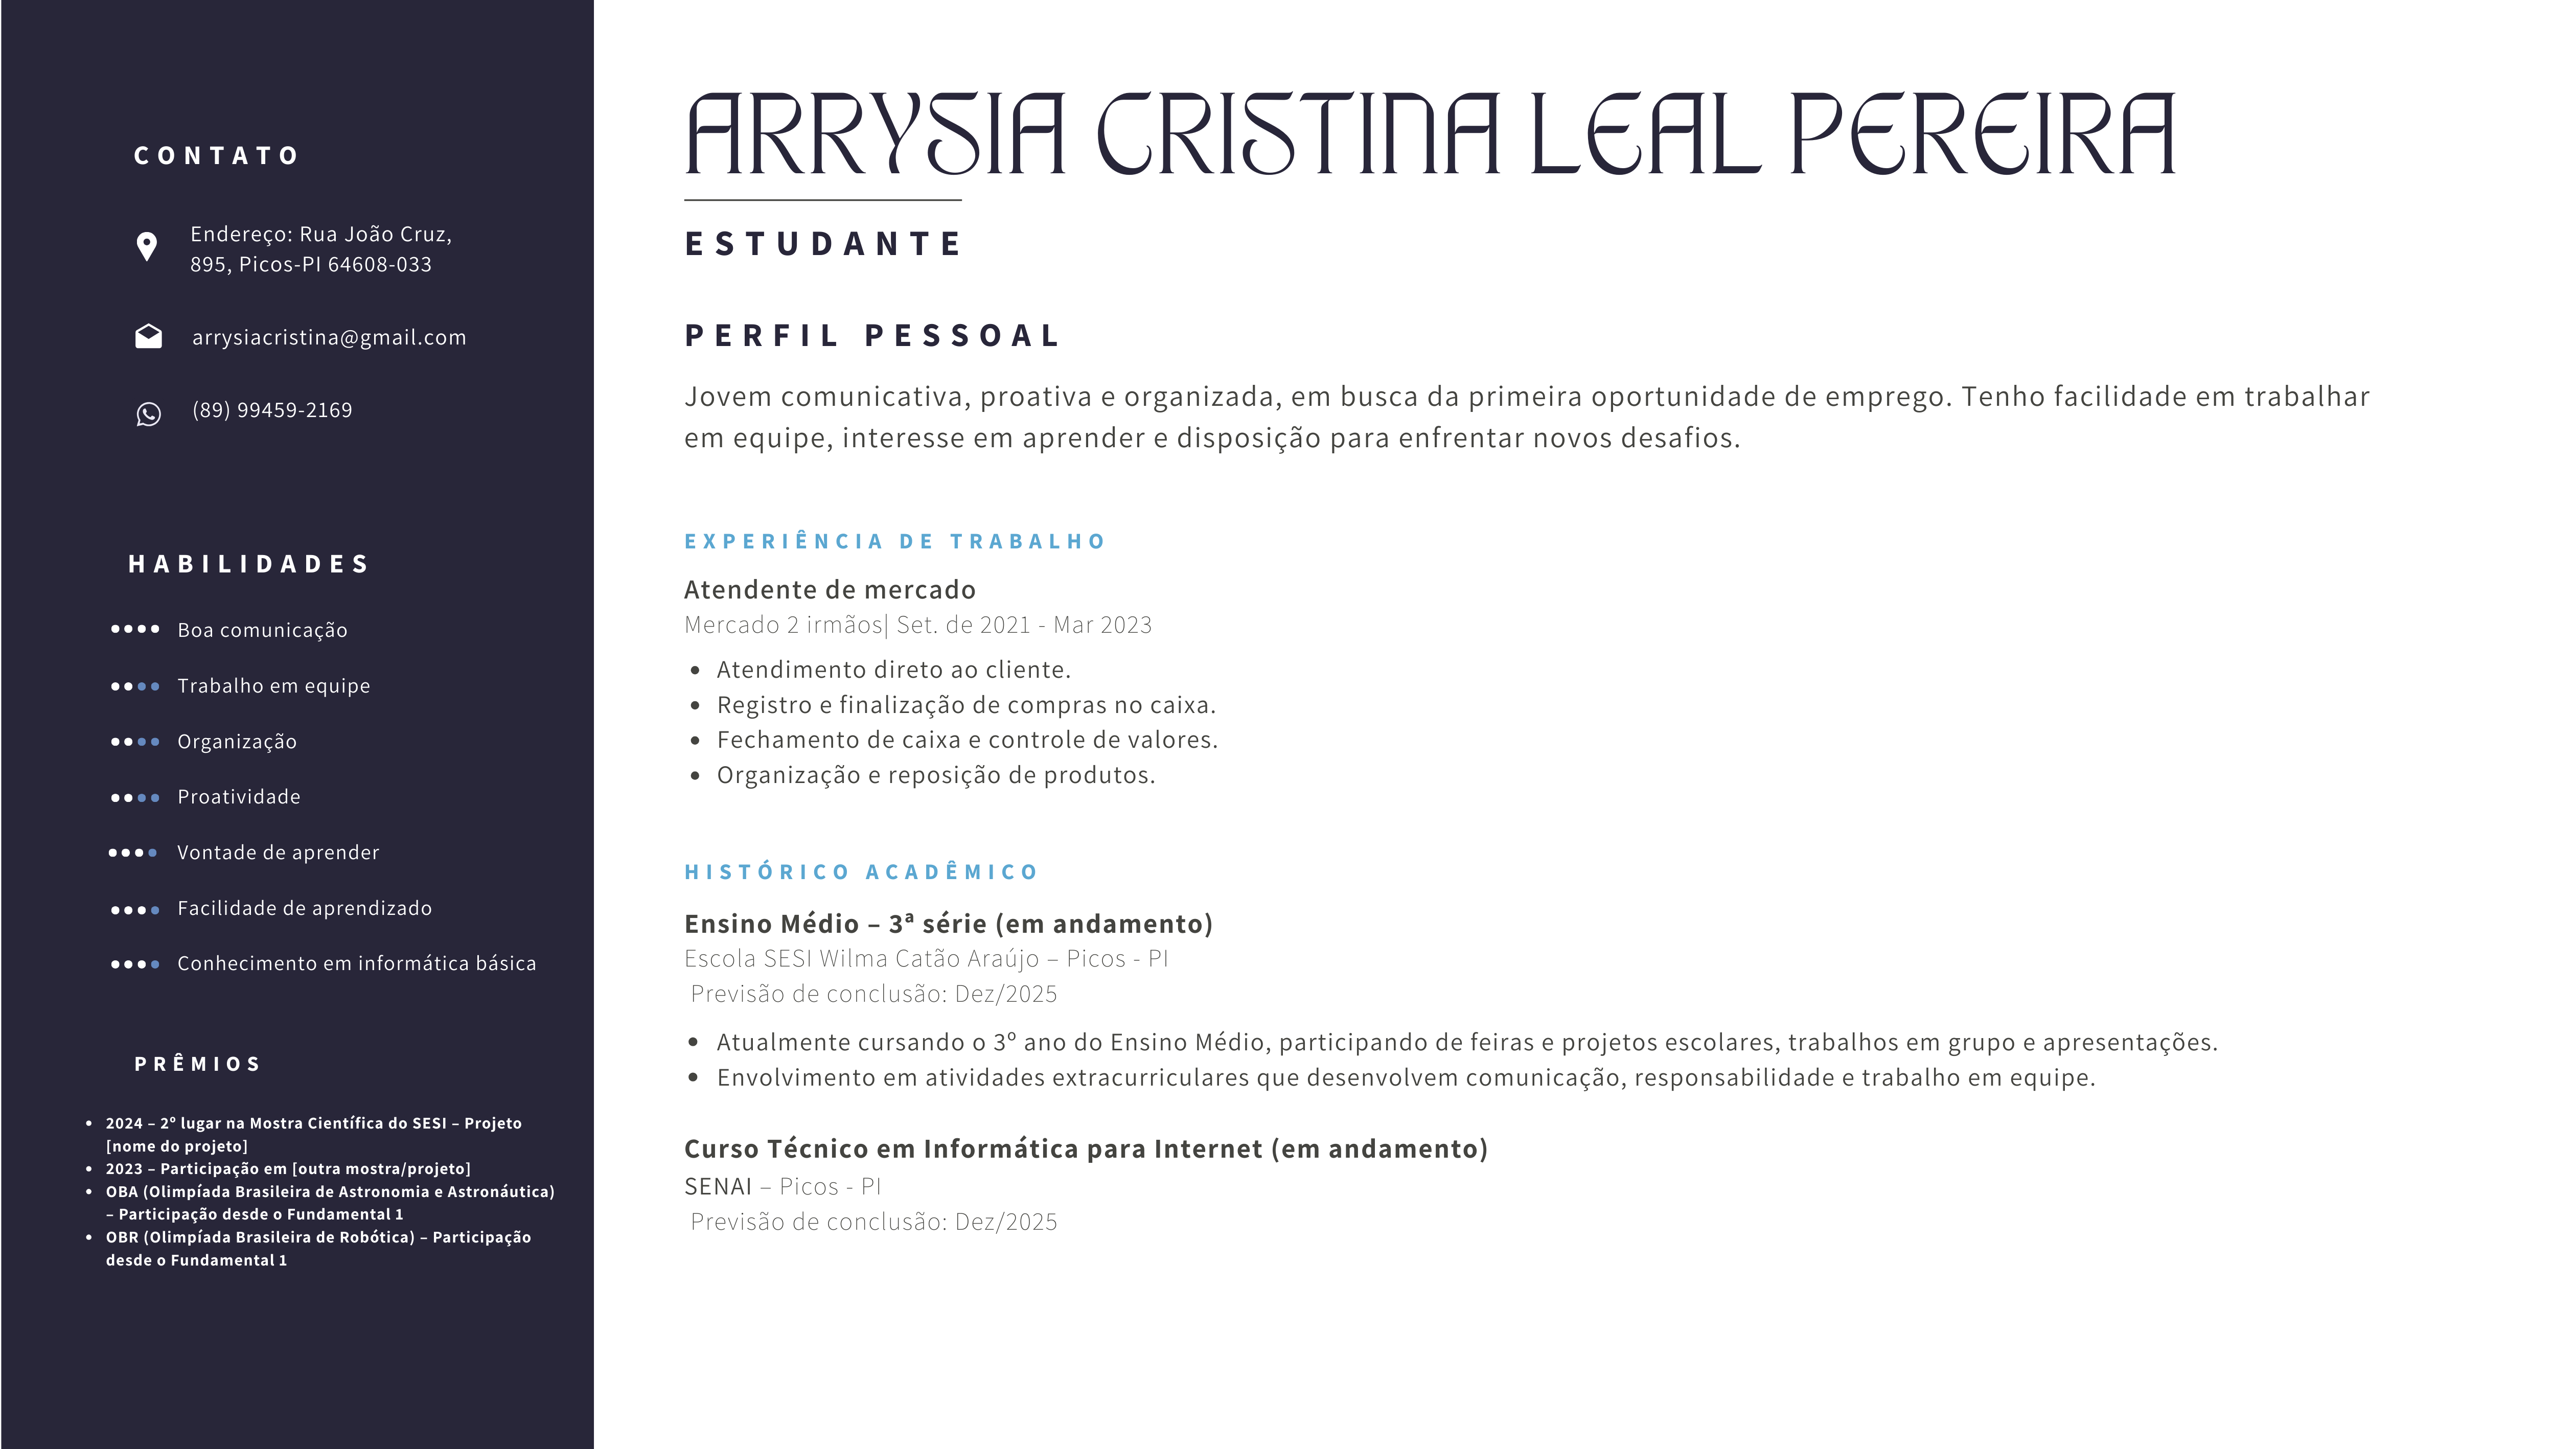 CONTATO
Endereço: Rua João Cruz,
895, Picos-PI 64608-033
arrysiacristina@gmail.com
(89) 99459-2169
HABILIDADES
Boa comunicação
Trabalho em equipe
Organização
Proatividade
Vontade de aprender
Facilidade de aprendizado
Conhecimento em informática básica
PRÊMIOS
• 2024 – 2º lugar na Mostra Científica do SESI – Projeto
[nome do projeto]
• 2023 – Participação em [outra mostra/projeto]
• OBA (Olimpíada Brasileira de Astronomia e Astronáutica)
– Participação desde o Fundamental 1
• OBR (Olimpíada Brasileira de Robótica) – Participação
desde o Fundamental 1
ARRYSIA CRISTINA LEAL PEREIRA
ESTUDANTE
PERFIL PESSOAL
Jovem comunicativa, proativa e organizada, em busca da primeira oportunidade de emprego. Tenho facilidade em trabalhar
em equipe, interesse em aprender e disposição para enfrentar novos desafios.
EXPERIÊNCIA DE TRABALHO
Atendente de mercado
Mercado 2 irmãos| Set. de 2021 - Mar 2023
• Atendimento direto ao cliente.
• Registro e finalização de compras no caixa.
• Fechamento de caixa e controle de valores.
• Organização e reposição de produtos.
HISTÓRICO ACADÊMICO
Ensino Médio – 3ª série (em andamento)
Escola SESI Wilma Catão Araújo – Picos - PI
Previsão de conclusão: Dez/2025
• Atualmente cursando o 3º ano do Ensino Médio, participando de feiras e projetos escolares, trabalhos em grupo e apresentações.
• Envolvimento em atividades extracurriculares que desenvolvem comunicação, responsabilidade e trabalho em equipe.
Curso Técnico em Informática para Internet (em andamento)
SENAI – Picos - PI
Previsão de conclusão: Dez/2025